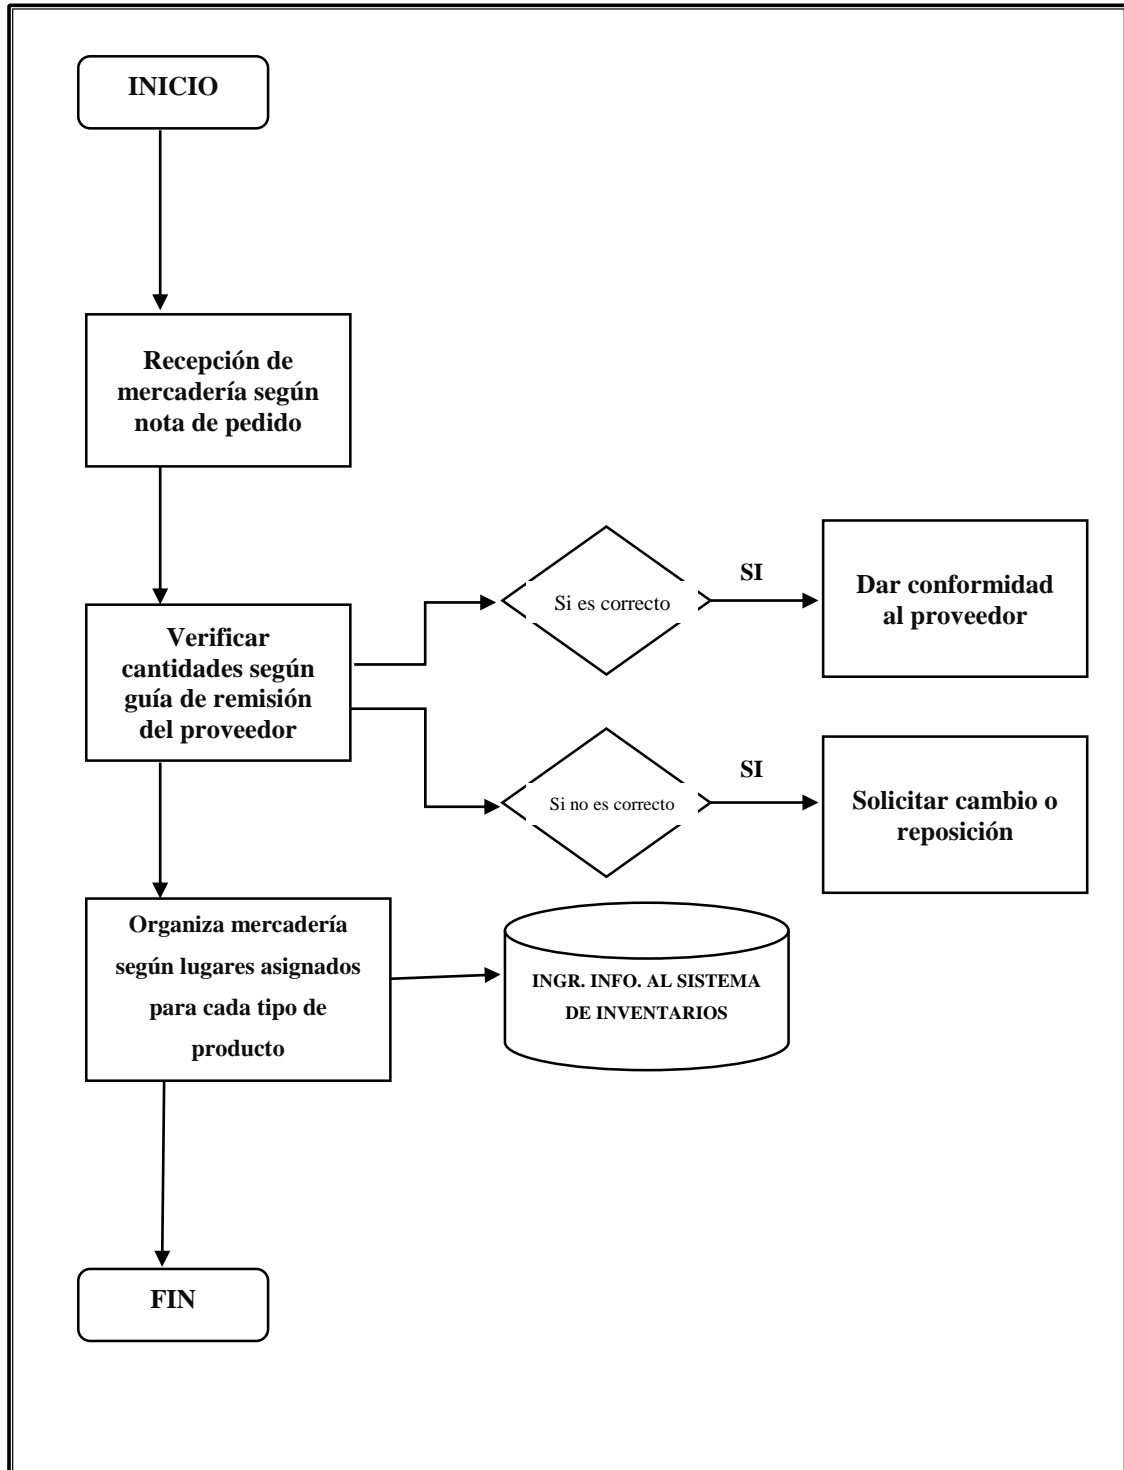 INICIO
Recepción de
mercadería según
nota de pedido
Si es correcto
SI
Dar conformidad
al proveedor
Verificar
cantidades según
guía de remisión
del proveedor
Si no es correcto
SI
Solicitar cambio o
reposición
Organiza mercadería
según lugares asignados
para cada tipo de
producto
INGR. INFO. AL SISTEMA
DE INVENTARIOS
FIN